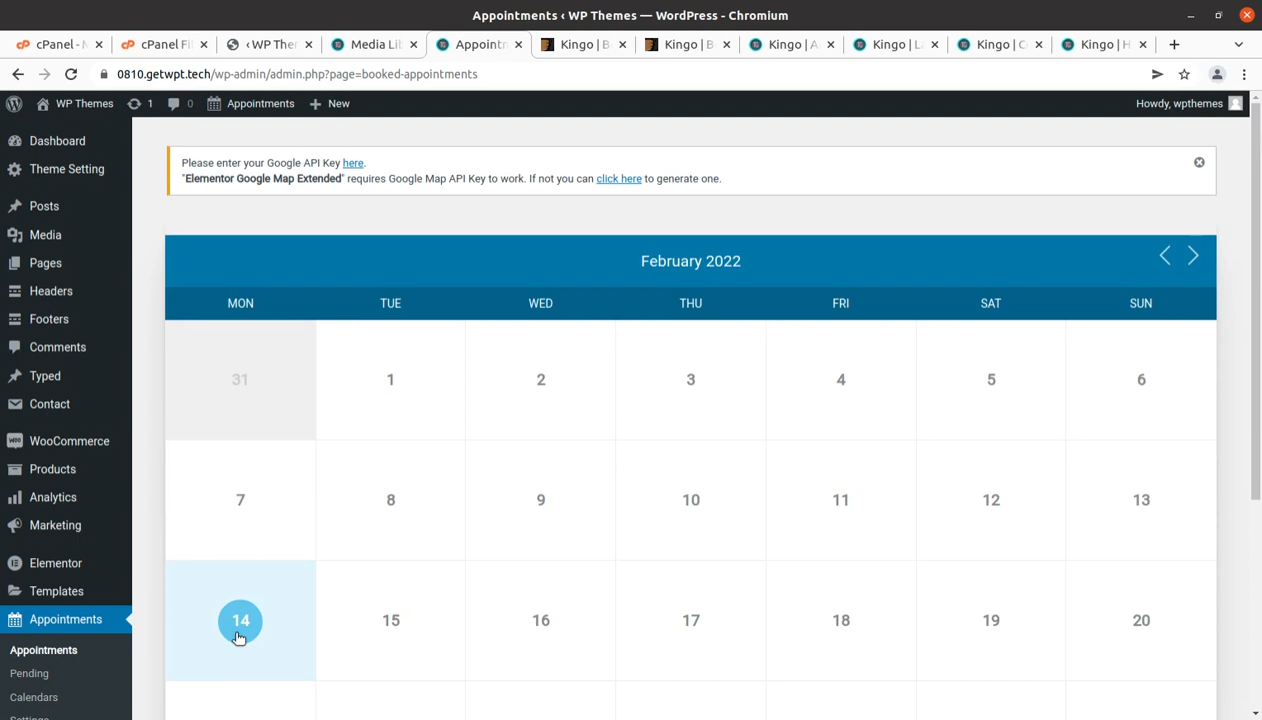 Appointments ‹ WP Themes — WordPress - Chromium
cPanel - M
cPanel Fi
‹ WP Ther
Media Lib
Appointm
Kingo | B
Kingo | B
Kingo | A
Kingo | L
Kingo | C
Kingo | H
0810.getwpt.tech/wp-admin/admin.php?page=booked-appointments
WP Themes
1
0
Appointments
New
Howdy, wpthemes
Dashboard
Theme Setting
Posts
Media
Pages
Headers
Footers
Comments
Typed
Contact
WooCommerce
Products
Analytics
Marketing
Elementor
Templates
Appointments
Appointments
Pending
Calendars
Settings
Please enter your Google API Key here.
"Elementor Google Map Extended" requires Google Map API Key to work. If not you can click here to generate one.
February 2022
MON TUE WED THU FRI SAT SUN
31 1 2 3 4 5 6
7 8 9 10 11 12 13
14 15 16 17 18 19 20